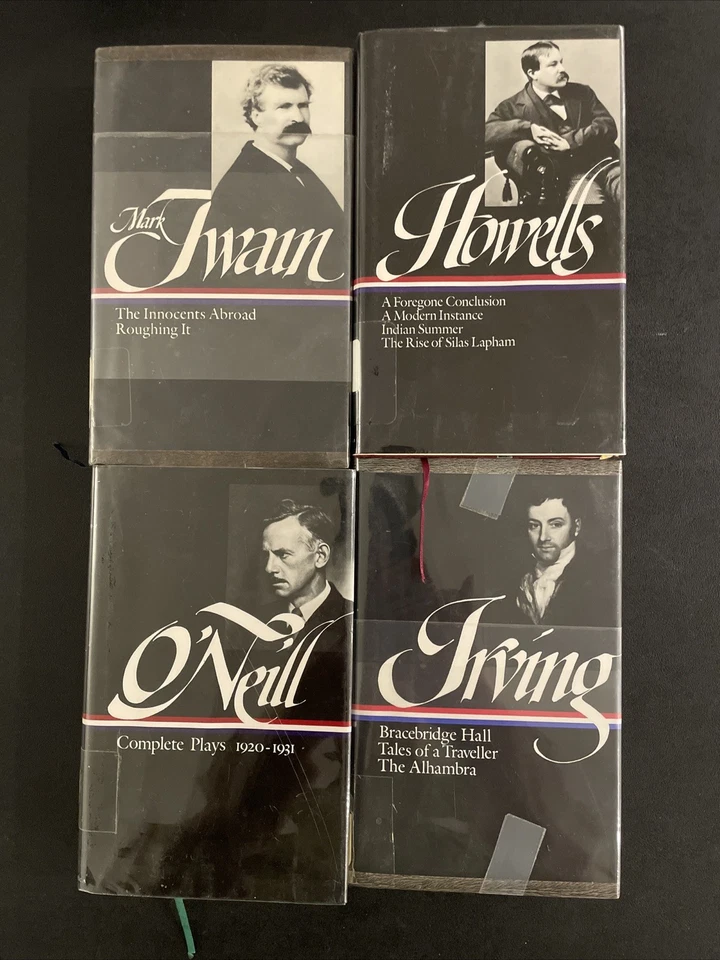 Mark
Twain
The Innocents Abroad
Roughing It
Howells
A Foregone Conclusion
A Modern Instance
Indian Summer
The Rise of Silas Lapham
O'Neill
Complete Plays 1920-1931
Irving
Bracebridge Hall
Tales of a Traveller
The Alhambra